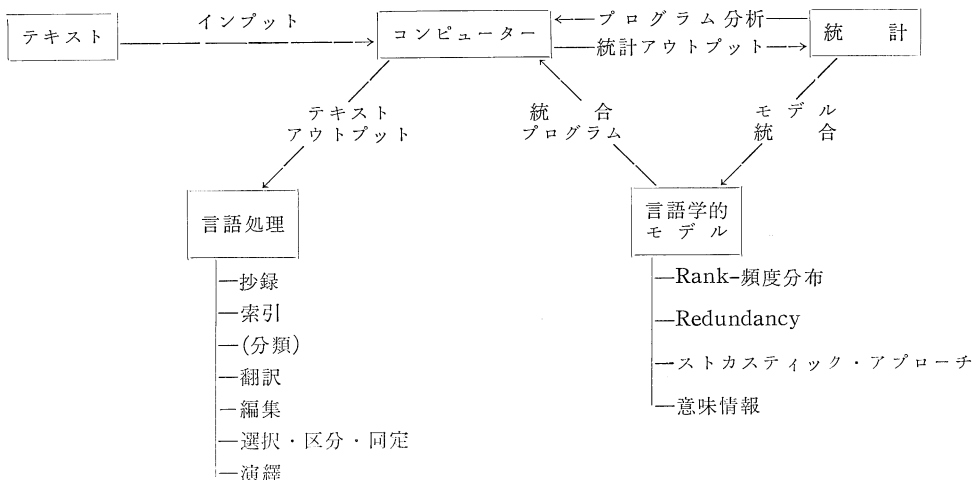 テキスト
インプット
コンピューター
プログラム分析
統計アウトプット
統計
テキスト
アウトプット
統合
プログラム
モデル
統合
言語処理
抄録
索引
(分類)
翻訳
編集
選択・区分・同定
演繹
言語学的
モデル
Rank-頻度分布
Redundancy
ストカスティック・アプローチ
意味情報